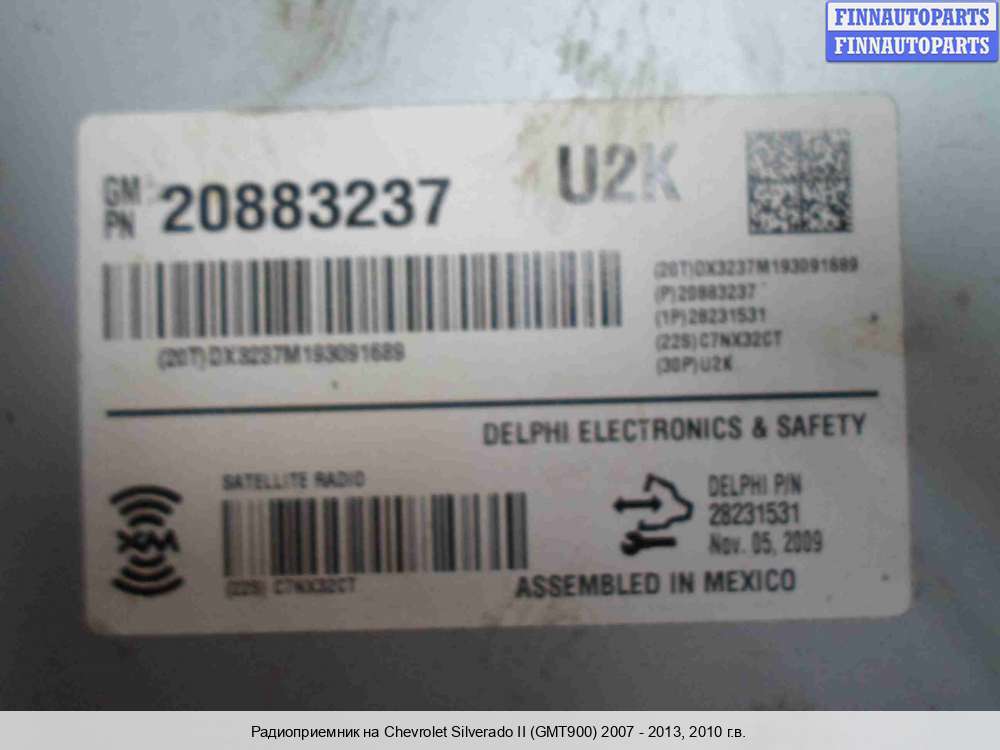 FINNAUTOPARTS
FINNAUTOPARTS
GM PN 20883237
U2K
(20T)DX3237M193091689
(20T)DX3237M193091689
(P)20883237
(1P)28231531
(22S)C7NX32CT
(30P)U2K
DELPHI ELECTRONICS & SAFETY
SATELLITE RADIO
XM
(22S) C7NX32CT
DELPHI P/N
28231531
Nov. 05, 2009
ASSEMBLED IN MEXICO
Радиоприемник на Chevrolet Silverado II (GMT900) 2007 - 2013, 2010 г.в.